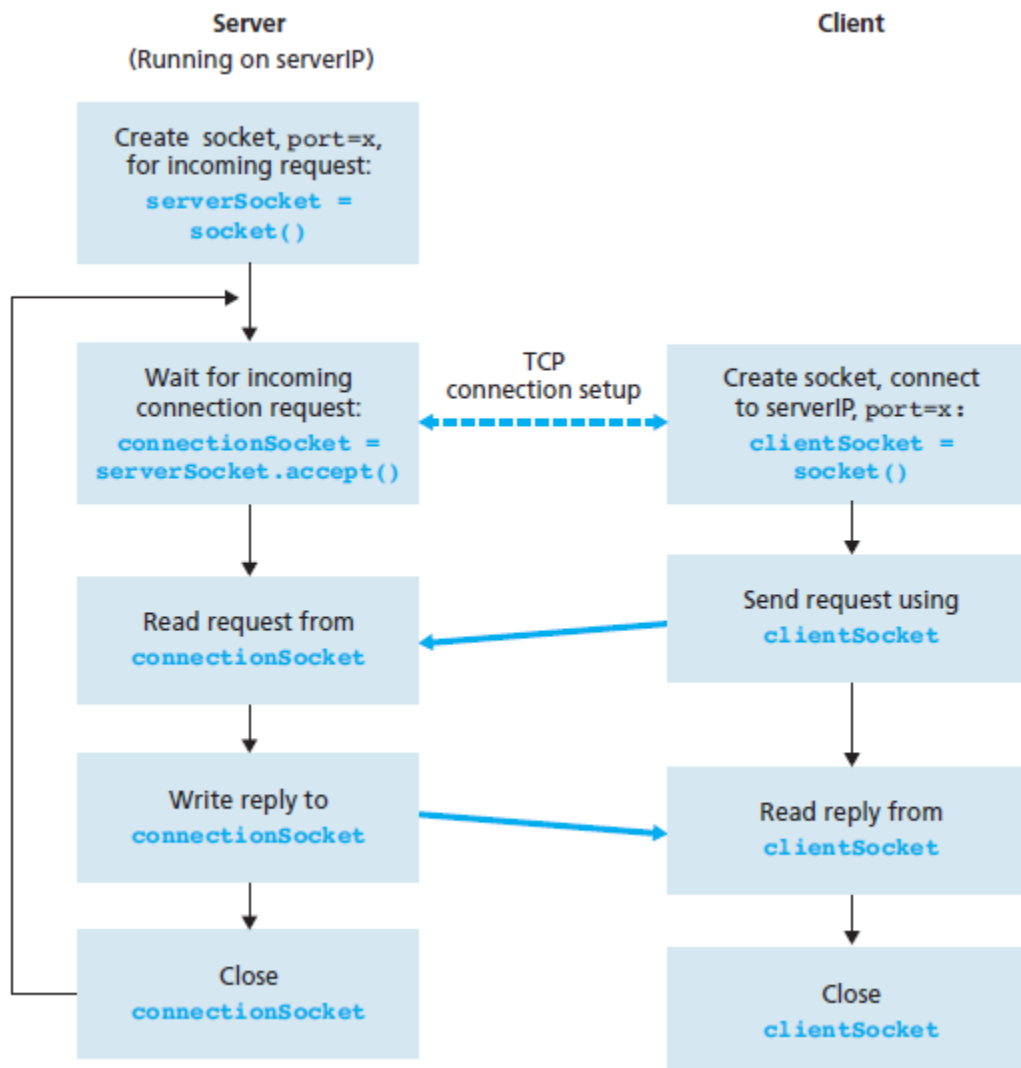 Server
(Running on serverIP)
Client
Create socket, port=x,
for incoming request:
serverSocket =
socket()
Wait for incoming
connection request:
connectionSocket =
serverSocket.accept()
TCP
connection setup
Create socket, connect
to serverIP, port=x:
clientSocket =
socket()
Read request from
connectionSocket
Send request using
clientSocket
Write reply to
connectionSocket
Read reply from
clientSocket
Close
connectionSocket
Close
clientSocket